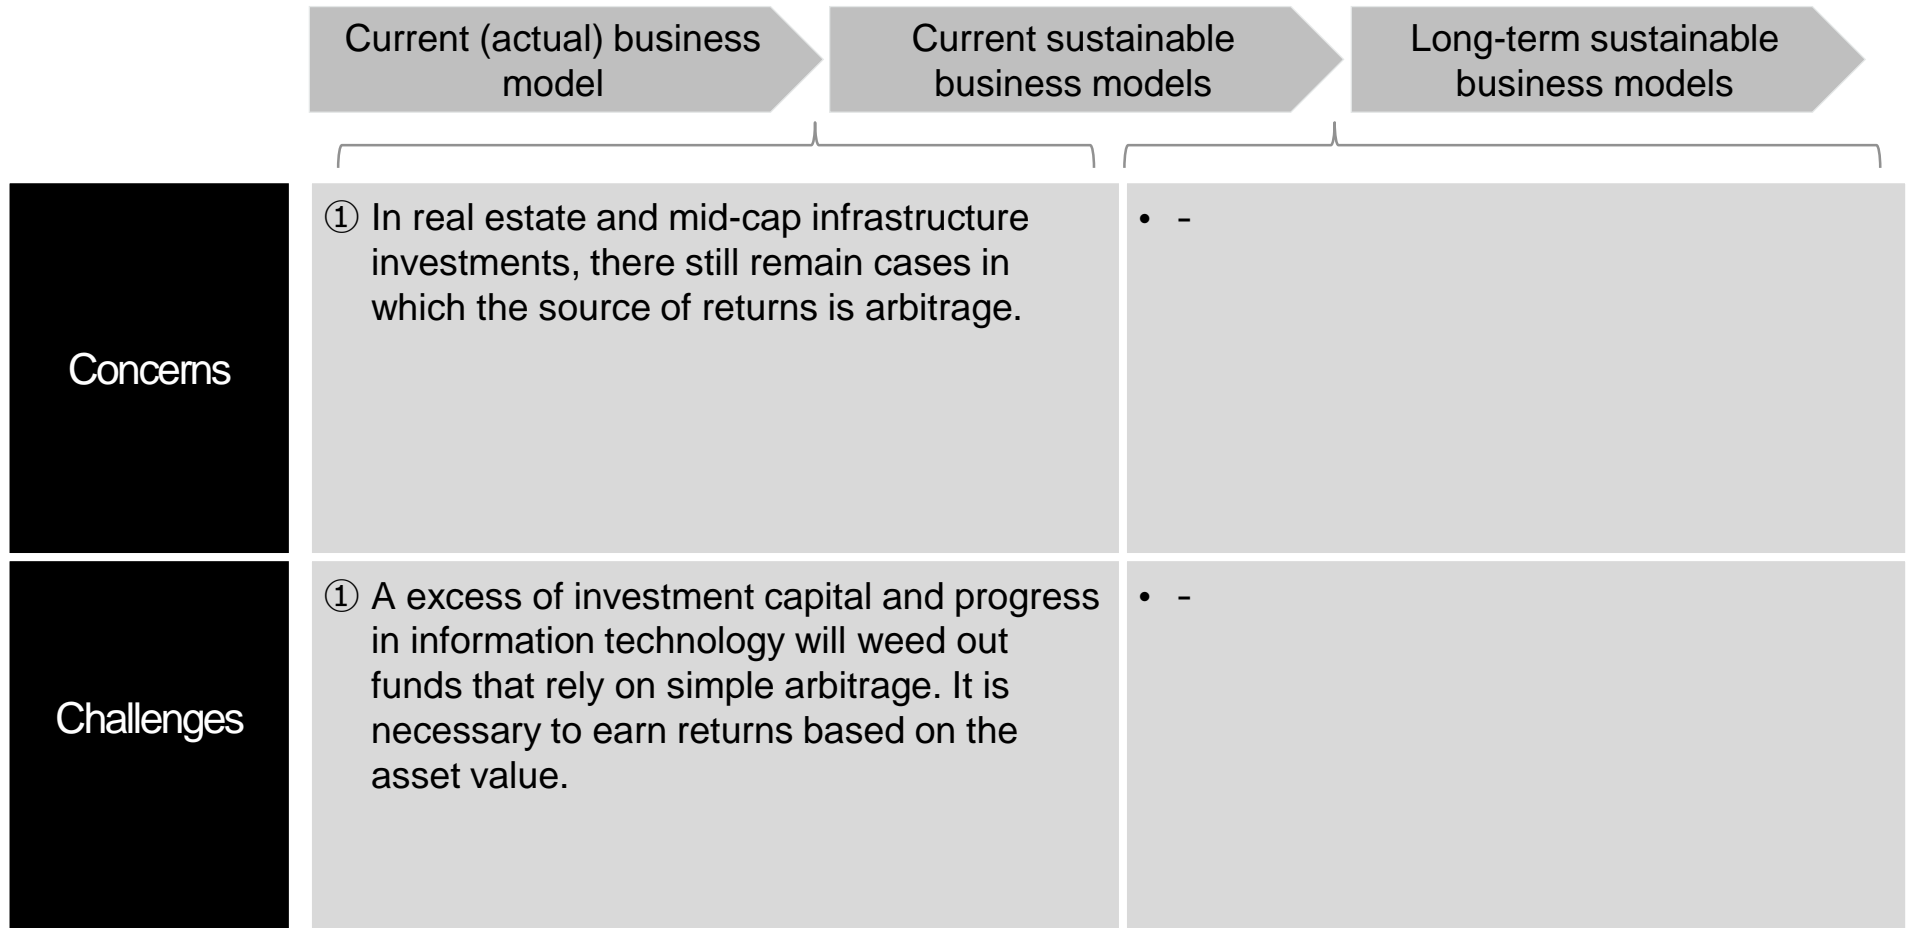 Current (actual) business
model
Current sustainable
business models
Long-term sustainable
business models
Concerns
① In real estate and mid-cap infrastructure
investments, there still remain cases in
which the source of returns is arbitrage.
• -
Challenges
① A excess of investment capital and progress
in information technology will weed out
funds that rely on simple arbitrage. It is
necessary to earn returns based on the
asset value.
• -